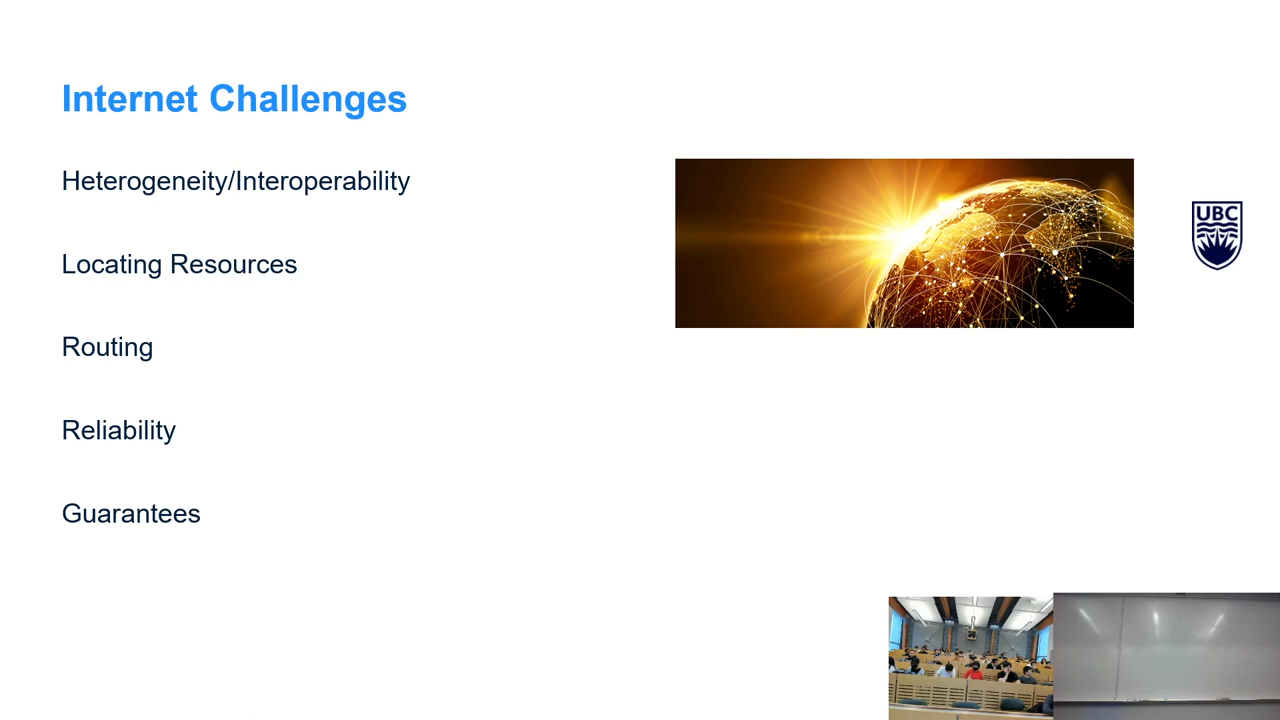 Internet Challenges
Heterogeneity/Interoperability
Locating Resources
Routing
Reliability
Guarantees
UBC